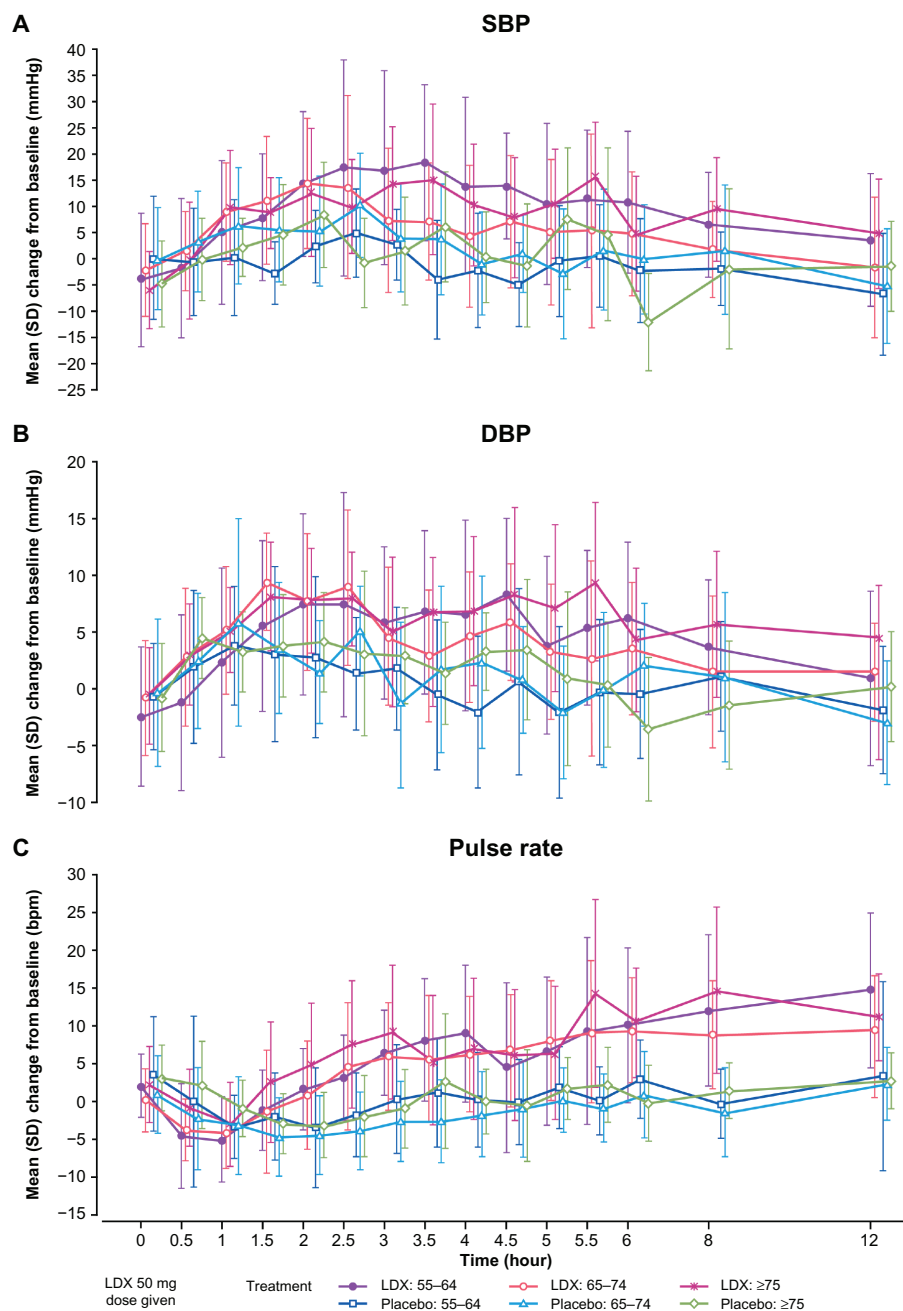 A
SBP
Mean (SD) change from baseline (mmHg)
40
35
30
25
20
15
10
5
0
−5
−10
−15
−20
−25
B
DBP
Mean (SD) change from baseline (mmHg)
20
15
10
5
0
−5
−10
C
Pulse rate
Mean (SD) change from baseline (bpm)
30
25
20
15
10
5
0
−5
−10
−15
0 0.5 1 1.5 2 2.5 3 3.5 4 4.5 5 5.5 6 8 12
Time (hour)
LDX 50 mg
dose given
Treatment
LDX: 55–64 LDX: 65–74 LDX: ≥75
Placebo: 55–64 Placebo: 65–74 Placebo: ≥75